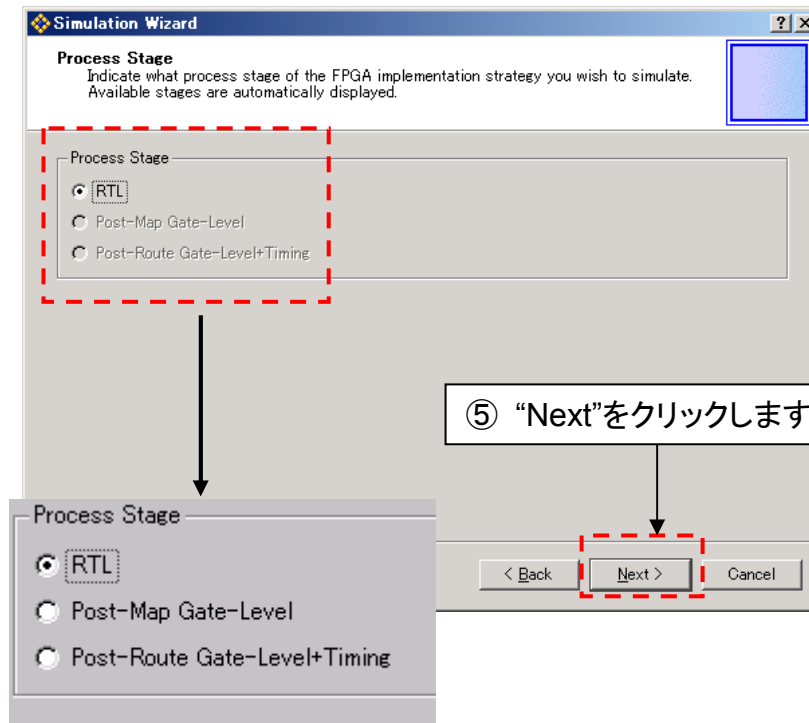 Simulation Wizard
Process Stage
Indicate what process stage of the FPGA implementation strategy you wish to simulate.
Available stages are automatically displayed.
Process Stage
RTL
Post-Map Gate-Level
Post-Route Gate-Level+Timing
⑤ “Next”をクリックします
Process Stage
RTL
Post-Map Gate-Level
Post-Route Gate-Level+Timing
< Back Next > Cancel